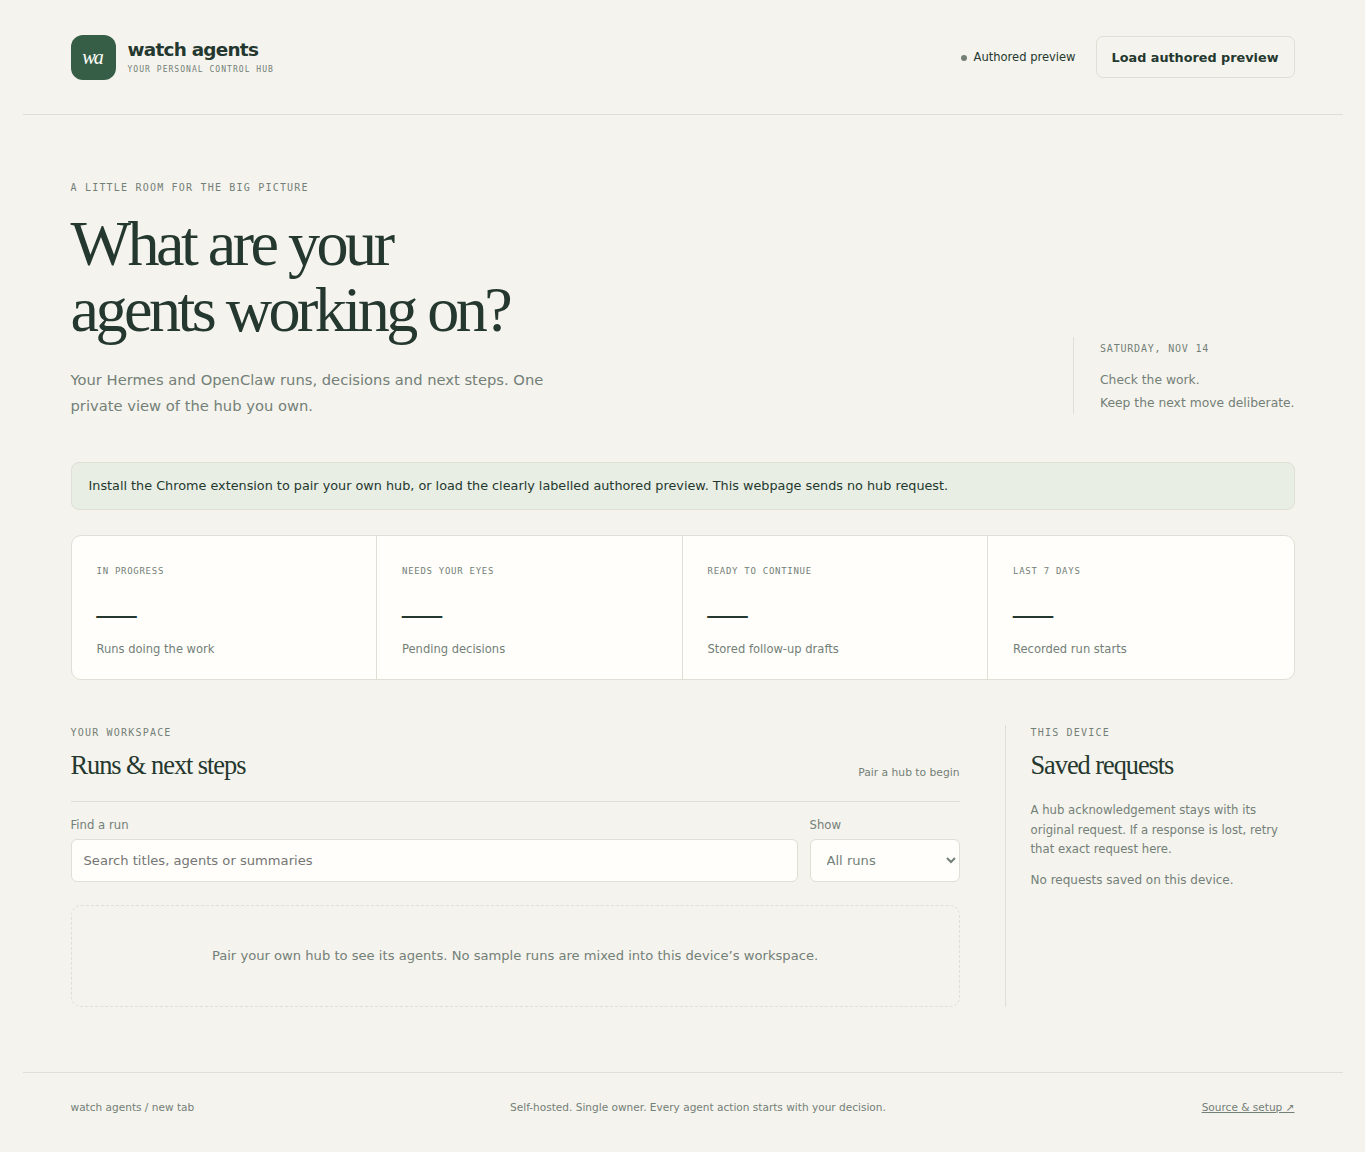 wa
watch agents
YOUR PERSONAL CONTROL HUB
Authored preview
Load authored preview
A LITTLE ROOM FOR THE BIG PICTURE
What are your
agents working on?
Your Hermes and OpenClaw runs, decisions and next steps. One
private view of the hub you own.
SATURDAY, NOV 14
Check the work.
Keep the next move deliberate.
Install the Chrome extension to pair your own hub, or load the clearly labelled authored preview. This webpage sends no hub request.
IN PROGRESS
—
Runs doing the work
NEEDS YOUR EYES
—
Pending decisions
READY TO CONTINUE
—
Stored follow-up drafts
LAST 7 DAYS
—
Recorded run starts
YOUR WORKSPACE
Runs & next steps
Pair a hub to begin
Find a run
Search titles, agents or summaries
Show
All runs
Pair your own hub to see its agents. No sample runs are mixed into this device’s workspace.
THIS DEVICE
Saved requests
A hub acknowledgement stays with its
original request. If a response is lost, retry
that exact request here.
No requests saved on this device.
watch agents / new tab
Self-hosted. Single owner. Every agent action starts with your decision.
Source & setup ↗